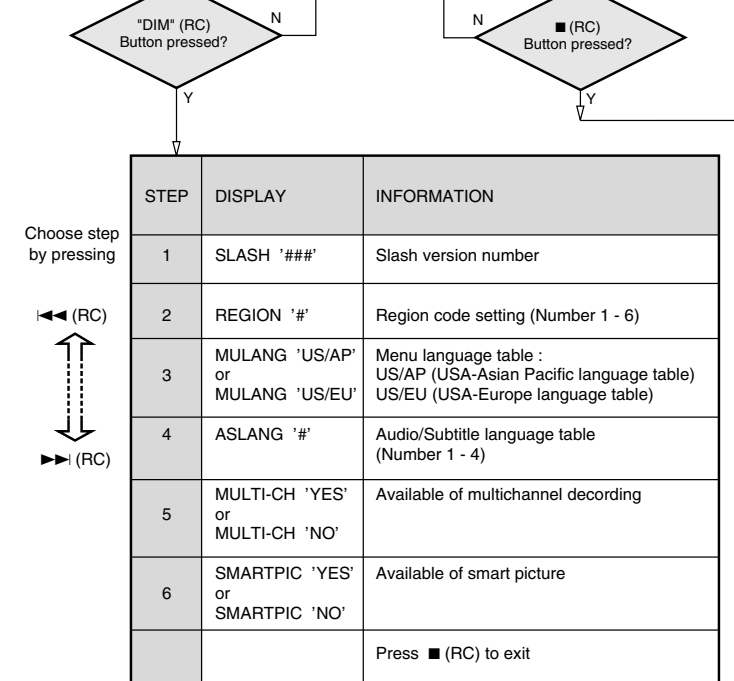 "DIM" (RC)
Button pressed?
N
Y
N
■ (RC)
Button pressed?
Y
Choose step
by pressing
|◄◄ (RC)
►►| (RC)
STEP DISPLAY INFORMATION
1 SLASH '###’ Slash version number
2 REGION '#’ Region code setting (Number 1 - 6)
3
MULANG ’US/AP’
or
MULANG ’US/EU’
Menu language table :
US/AP (USA-Asian Pacific language table)
US/EU (USA-Europe language table)
4 ASLANG ’#’
Audio/Subtitle language table
(Number 1 - 4)
5
MULTI-CH ’YES’
or
MULTI-CH ’NO’
Available of multichannel decording
6
SMARTPIC ’YES’
or
SMARTPIC ’NO’
Available of smart picture
Press ■ (RC) to exit